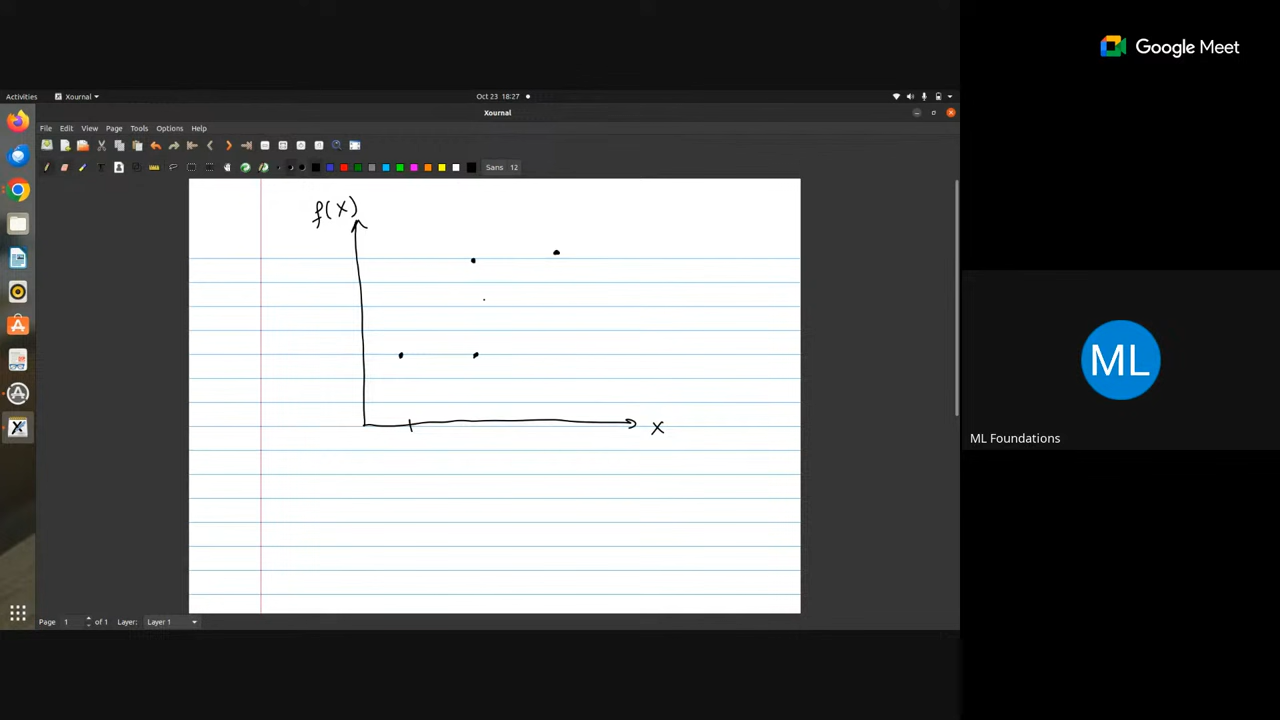 Google Meet
Activities Xournal Oct 23 18:27
Xournal
File Edit View Page Tools Options Help
Sans 12
f(x)
x
ML
ML Foundations
Page 1 of 1 Layer: Layer 1